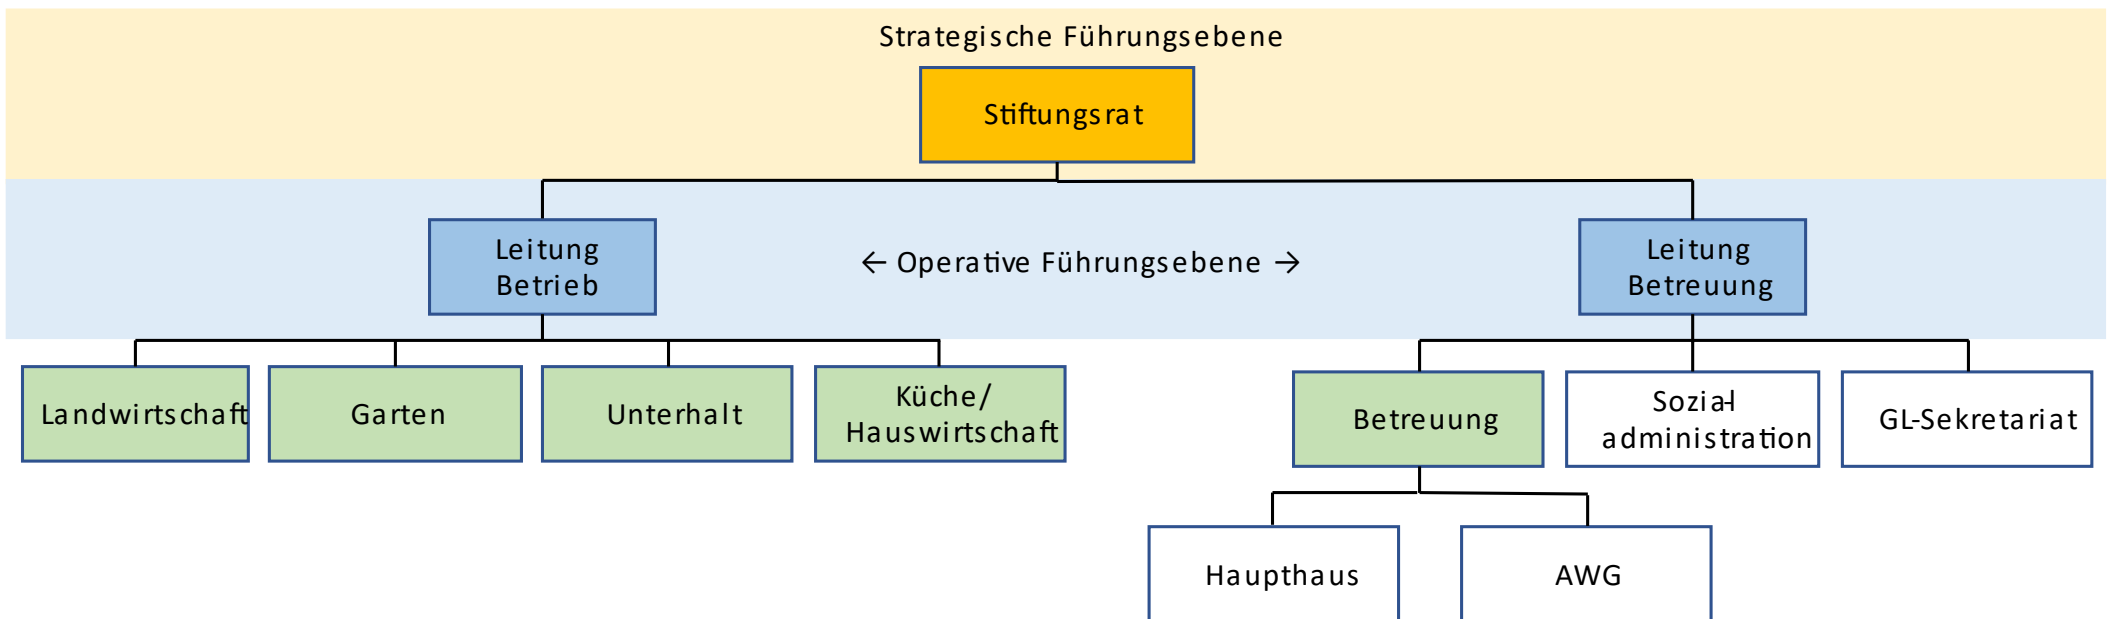 Strategische Führungsebene
Stiftungsrat
Leitung
Betrieb
← Operative Führungsebene →
Leitung
Betreuung
Landwirtschaft
Garten
Unterhalt
Küche/
Hauswirtschaft
Betreuung
Sozial-
administration
GL-Sekretariat
Haupthaus
AWG